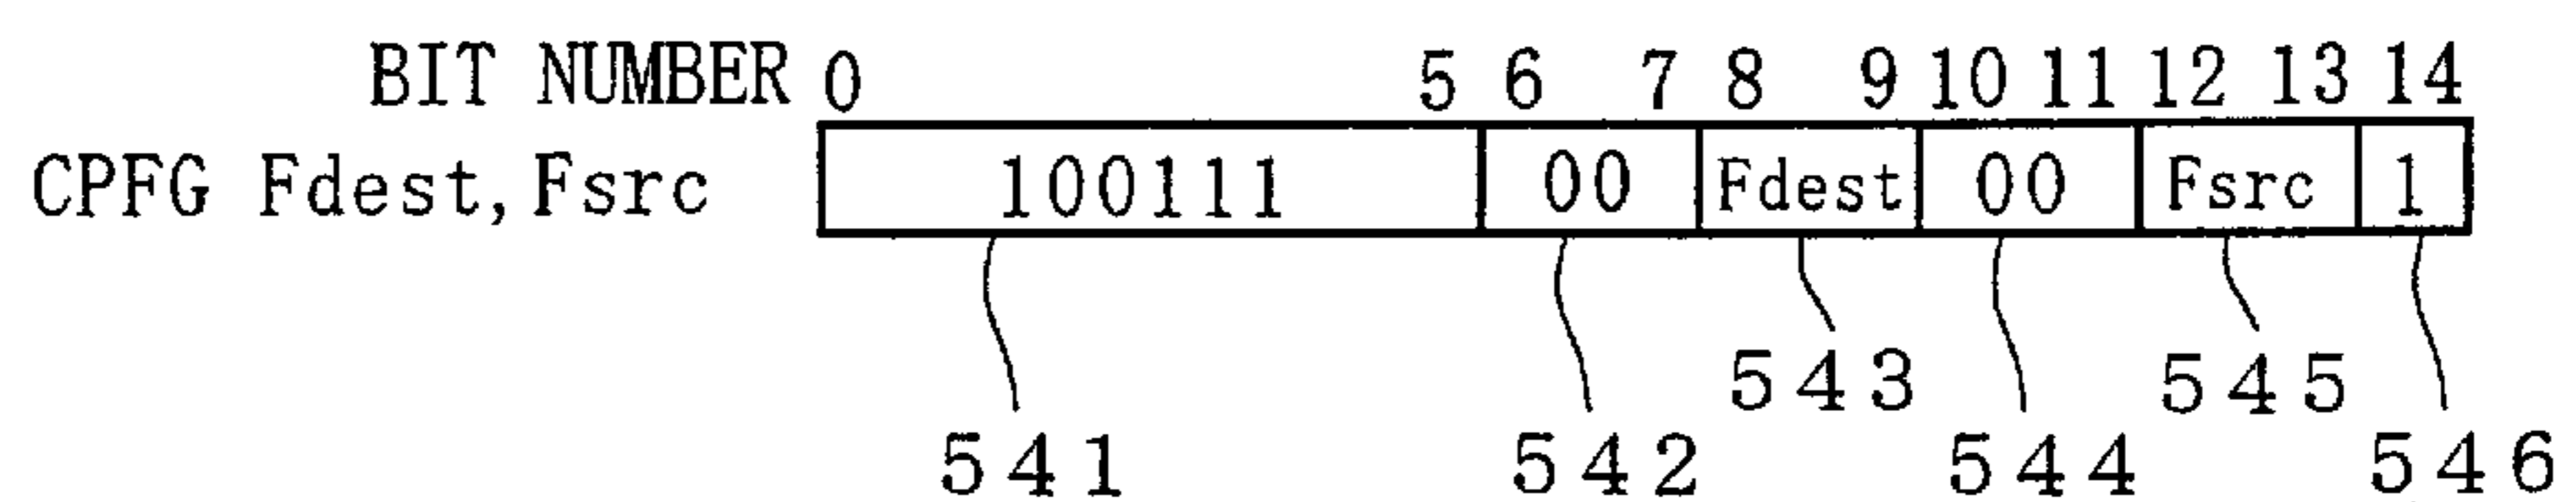 BIT NUMBER 0 5 6 7 8 9 10 11 12 13 14
CPFG Fdest,Fsrc 100111 00 Fdest 00 Fsrc 1
543 545
541 542 544 546